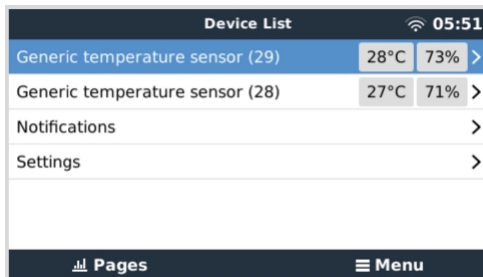 Device List 05:51
Generic temperature sensor (29) 28°C 73%
Generic temperature sensor (28) 27°C 71%
Notifications
Settings
Pages Menu